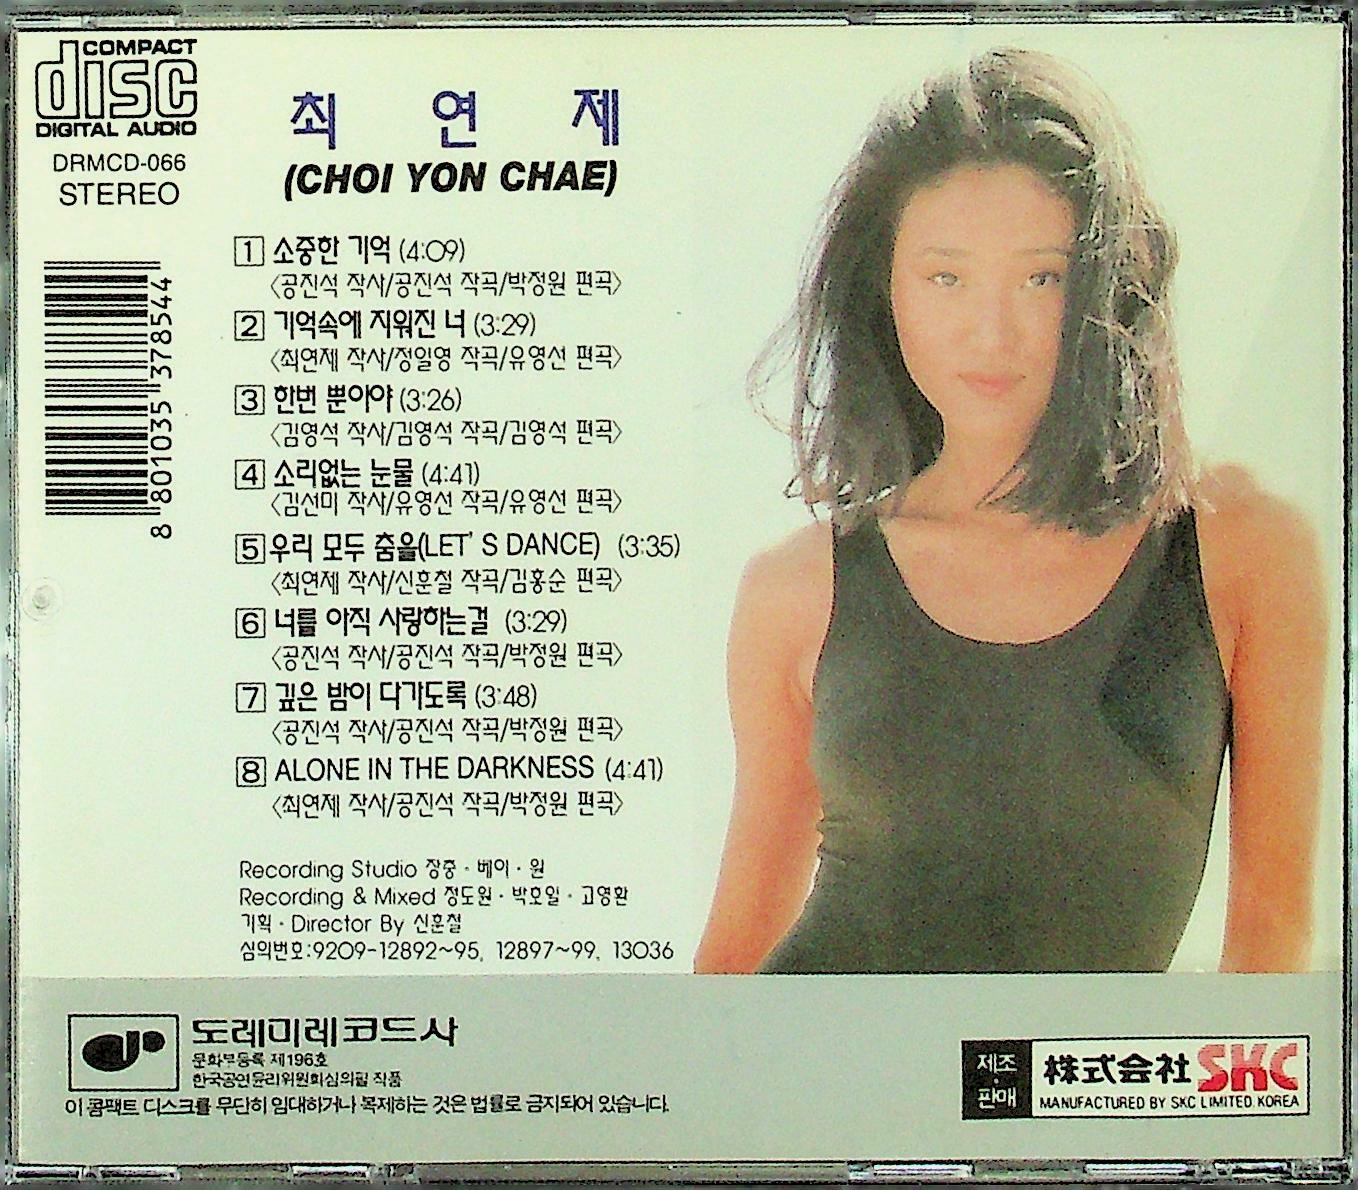 COMPACT
disc
DIGITAL AUDIO
DRMCD-066
STEREO
8 801035 378544
최 연 제
(CHOI YON CHAE)
1 소중한 기억 (4:09)
〈공진석 작사/공진석 작곡/박정원 편곡〉
2 기억속에 지워진 너 (3:29)
〈최연제 작사/정일영 작곡/유영선 편곡〉
3 한번 뿐이야 (3:26)
〈김영석 작사/김영석 작곡/김영석 편곡〉
4 소리없는 눈물 (4:41)
〈김선미 작사/유영선 작곡/유영선 편곡〉
5 우리 모두 춤을(LET' S DANCE) (3:35)
〈최연제 작사/신훈철 작곡/김홍순 편곡〉
6 너를 아직 사랑하는걸 (3:29)
〈공진석 작사/공진석 작곡/박정원 편곡〉
7 깊은 밤이 다가도록 (3:48)
〈공진석 작사/공진석 작곡/박정원 편곡〉
8 ALONE IN THE DARKNESS (4:41)
〈최연제 작사/공진석 작곡/박정원 편곡〉
Recording Studio 장충 · 베이 · 원
Recording & Mixed 정도원 · 박호일 · 고영환
기획 · Director By 신훈철
심의번호:9209-12892~95, 12897~99, 13036
도레미레코드사
문화부등록 제196호
한국공연윤리위원회심의필 작품
이 콤팩트 디스크를 무단히 임대하거나 복제하는 것은 법률로 금지되어 있습니다.
제조 · 판매
株式会社 SKC
MANUFACTURED BY SKC LIMITED. KOREA